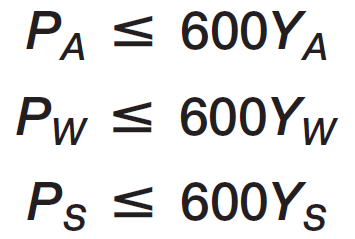 P_A ≤ 600Y_A
P_W ≤ 600Y_W
P_S ≤ 600Y_S